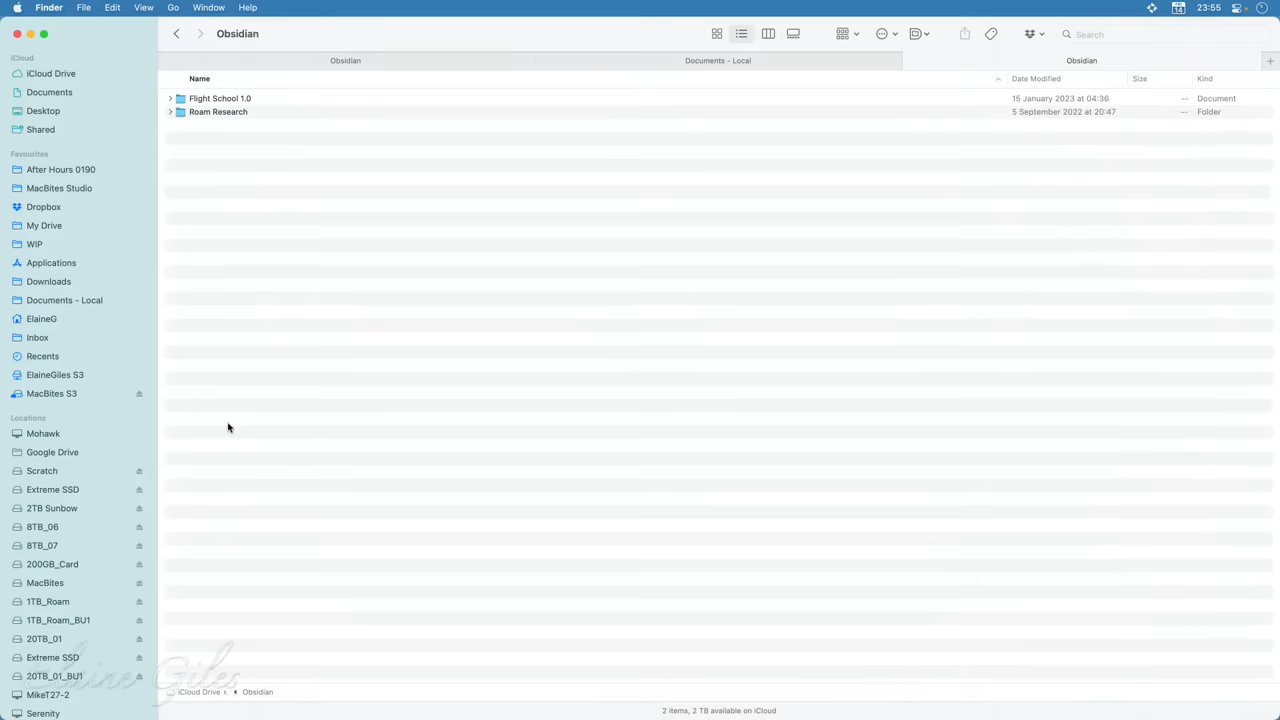 Finder File Edit View Go Window Help 14 23:55
Obsidian Search
Obsidian Documents - Local Obsidian
Name Date Modified Size Kind
Flight School 1.0 15 January 2023 at 04:36 -- Document
Roam Research 5 September 2022 at 20:47 -- Folder
iCloud
iCloud Drive
Documents
Desktop
Shared
Favourites
After Hours 0190
MacBites Studio
Dropbox
My Drive
WIP
Applications
Downloads
Documents - Local
ElaineG
Inbox
Recents
ElaineGiles S3
MacBites S3
Locations
Mohawk
Google Drive
Scratch
Extreme SSD
2TB Sunbow
8TB_06
8TB_07
200GB_Card
MacBites
1TB_Roam
1TB_Roam_BU1
20TB_01
Extreme SSD
20TB_01_BU1
MikeT27-2
Serenity
Elaine Giles
iCloud Drive Obsidian
2 items, 2 TB available on iCloud